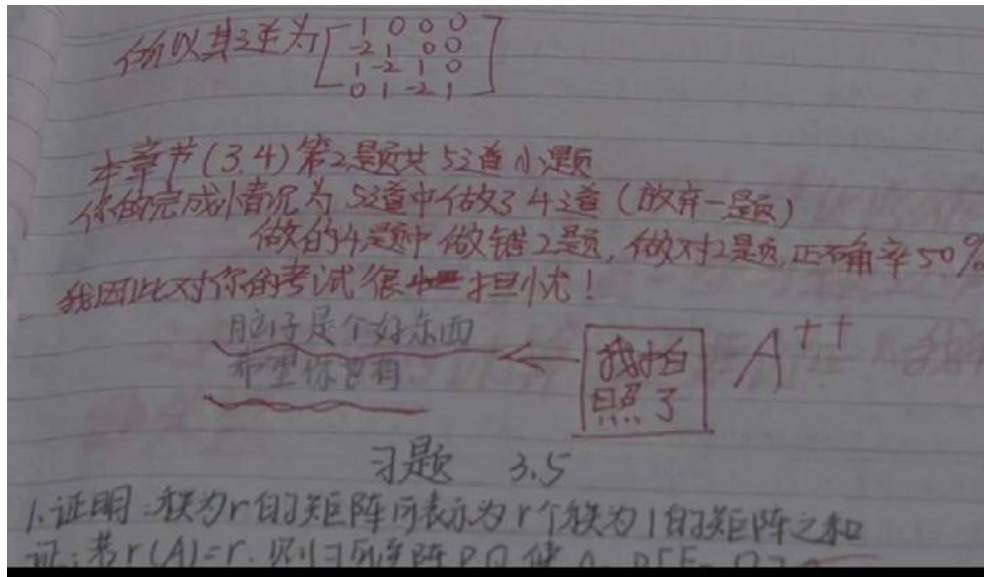 所以其逆为
1 0 0 0
-2 1 0 0
1 -2 1 0
0 1 -2 1
本章节(3.4)第2题共5道小题
你的完成情况为 5道中做了4道(放弃一题)
做的4题中做错2题,做对2题,正确率50%
我因此对你的考试很担忧!
脑子是个好东西
希望你也有
我拍
照了
A++
习题 3.5
1.证明:秩为r的矩阵可表示为r个秩为1的矩阵之和
证:若r(A)=r.则